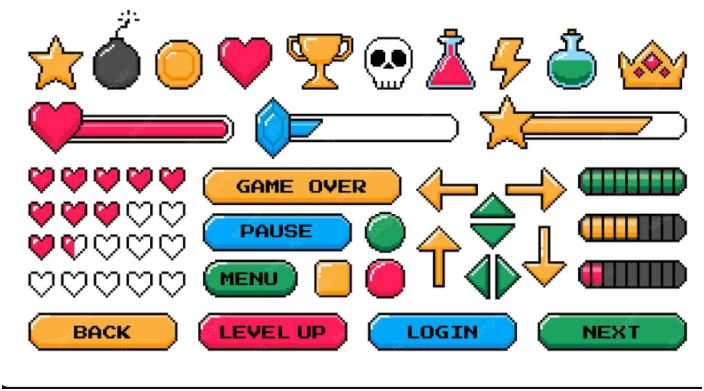 GAME OVER
PAUSE
MENU
BACK
LEVEL UP
LOGIN
NEXT